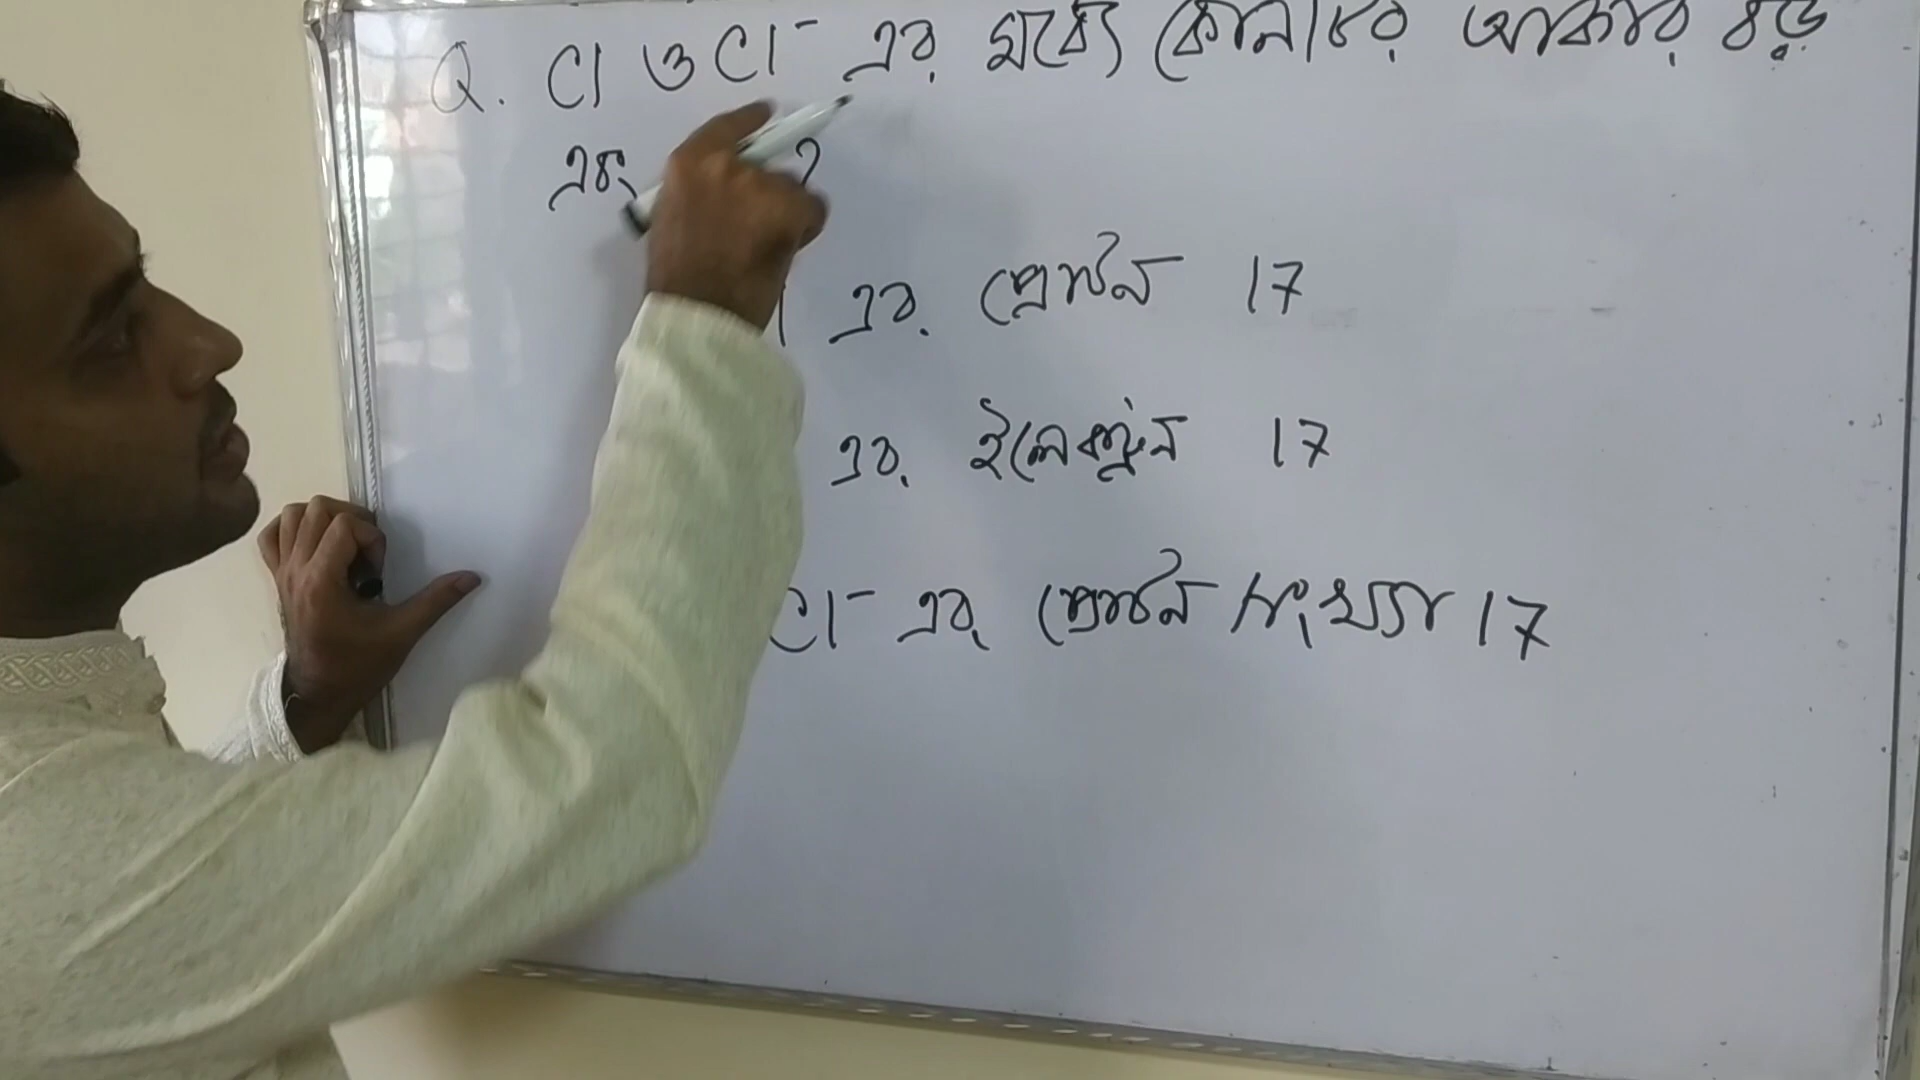 Q. Cl ও Cl⁻ এর মধ্যে কোনটির আকার বড়
এবং ?
এর প্রোটন 17
এর ইলেকট্রন 17
Cl⁻ এর প্রোটন সংখ্যা 17